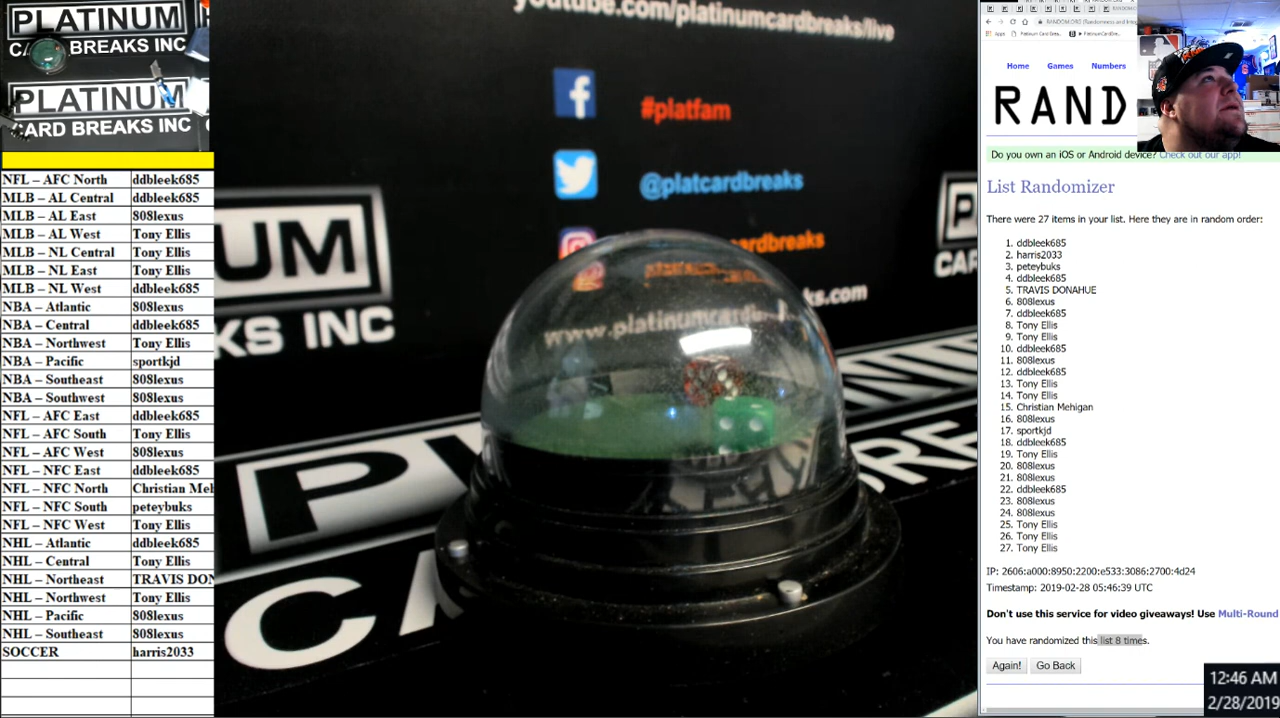 PLATINUM
CARD BREAKS INC
PLATINUM
CARD BREAKS INC
NFL – AFC North ddbleek685
MLB – AL Central ddbleek685
MLB – AL East 808lexus
MLB – AL West Tony Ellis
MLB – NL Central Tony Ellis
MLB – NL East Tony Ellis
MLB – NL West ddbleek685
NBA – Atlantic 808lexus
NBA – Central ddbleek685
NBA – Northwest Tony Ellis
NBA – Pacific sportkjd
NBA – Southeast 808lexus
NBA – Southwest 808lexus
NFL – AFC East ddbleek685
NFL – AFC South Tony Ellis
NFL – AFC West 808lexus
NFL – NFC East ddbleek685
NFL – NFC North Christian Meh
NFL – NFC South peteybuks
NFL – NFC West Tony Ellis
NHL – Atlantic ddbleek685
NHL – Central Tony Ellis
NHL – Northeast TRAVIS DON
NHL – Northwest Tony Ellis
NHL – Pacific 808lexus
NHL – Southeast 808lexus
SOCCER harris2033
youtube.com/platinumcardbreaks/live
#platfam
@platcardbreaks
cardbreaks
NUM
KS INC
CA
Home Games Numbers
RAND
Do you own an iOS or Android device? Check out our app!
List Randomizer
There were 27 items in your list. Here they are in random order:
1. ddbleek685
2. harris2033
3. peteybuks
4. ddbleek685
5. TRAVIS DONAHUE
6. 808lexus
7. ddbleek685
8. Tony Ellis
9. Tony Ellis
10. ddbleek685
11. 808lexus
12. ddbleek685
13. Tony Ellis
14. Tony Ellis
15. Christian Mehigan
16. 808lexus
17. sportkjd
18. ddbleek685
19. Tony Ellis
20. 808lexus
21. 808lexus
22. ddbleek685
23. 808lexus
24. 808lexus
25. Tony Ellis
26. Tony Ellis
27. Tony Ellis
IP: 2606:a000:8950:2200:e533:3086:2700:4d24
Timestamp: 2019-02-28 05:46:39 UTC
Don't use this service for video giveaways! Use Multi-Round
You have randomized this list 8 times.
Again! Go Back
12:46 AM
2/28/2019